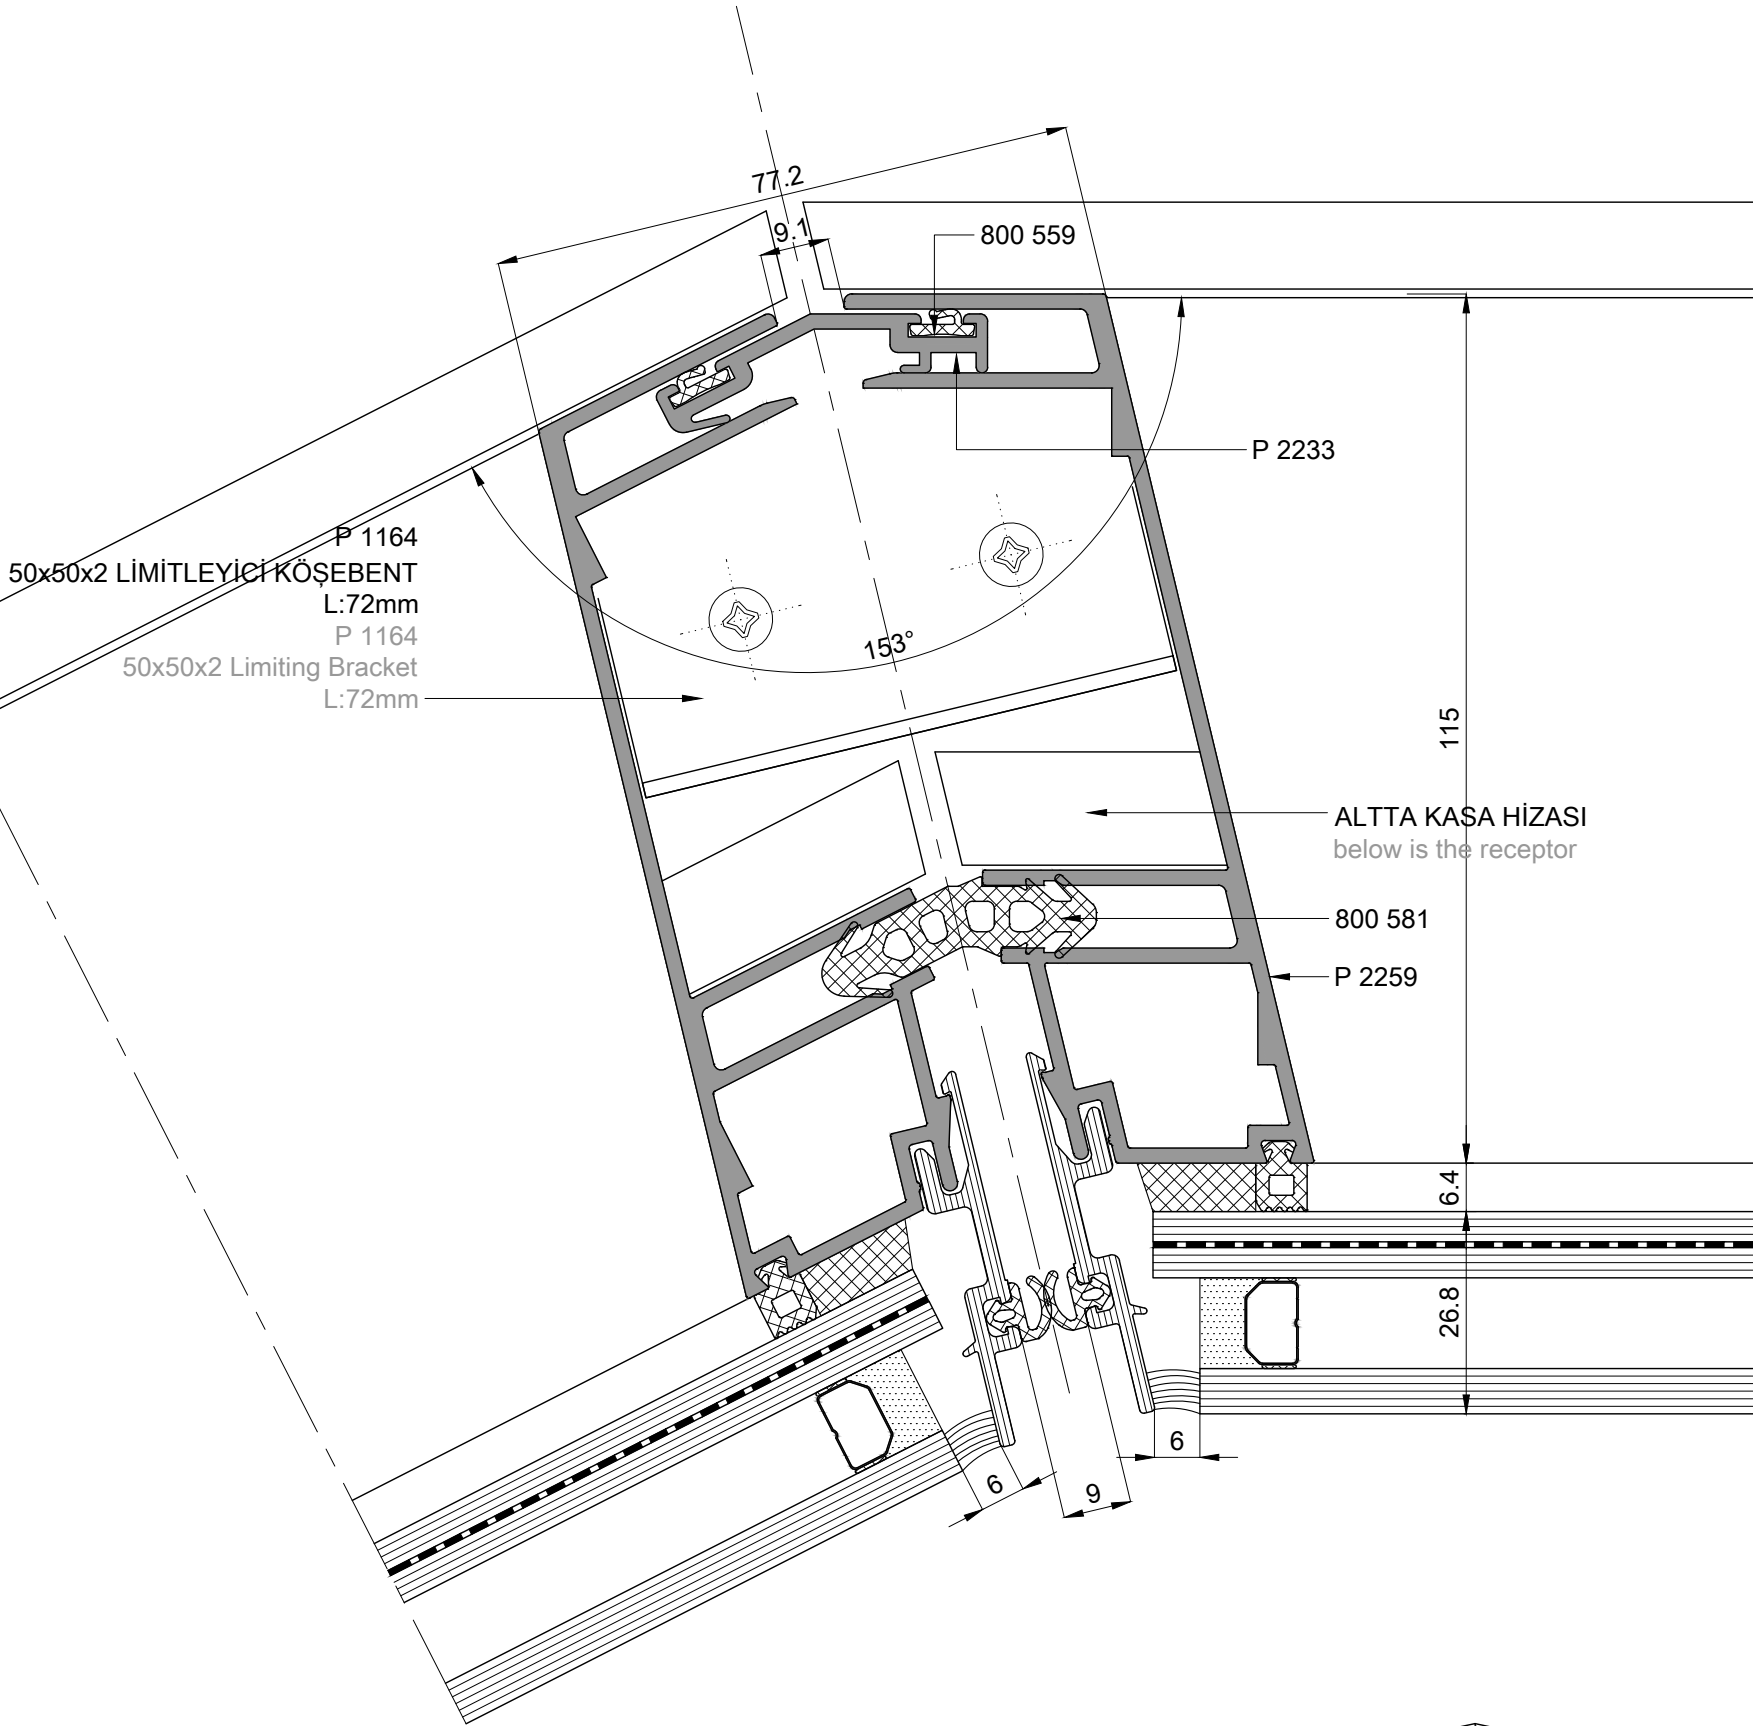 77.2
9.1
800 559
P 2233
P 1164
50x50x2 LİMİTLEYİCİ KÖŞEBENT
L:72mm
P 1164
50x50x2 Limiting Bracket
L:72mm
153°
115
ALTTA KASA HİZASI
below is the receptor
800 581
P 2259
6.4
26.8
6
9
6